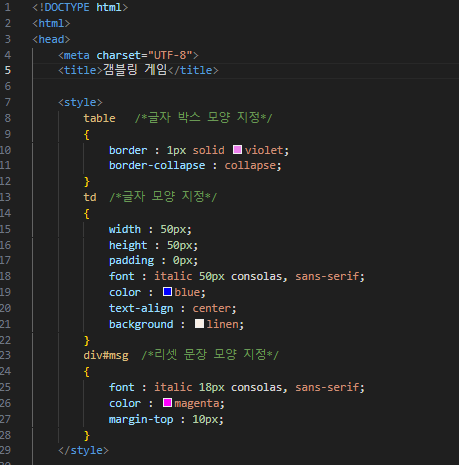 1 <!DOCTYPE html>
2 <html>
3 <head>
4 <meta charset="UTF-8">
5 <title>갬블링 게임</title>
6
7 <style>
8 table /*글자 박스 모양 지정*/
9 {
10 border : 1px solid violet;
11 border-collapse : collapse;
12 }
13 td /*글자 모양 지정*/
14 {
15 width : 50px;
16 height : 50px;
17 padding : 0px;
18 font : italic 50px consolas, sans-serif;
19 color : blue;
20 text-align : center;
21 background : linen;
22 }
23 div#msg /*리셋 문장 모양 지정*/
24 {
25 font : italic 18px consolas, sans-serif;
26 color : magenta;
27 margin-top : 10px;
28 }
29 </style>